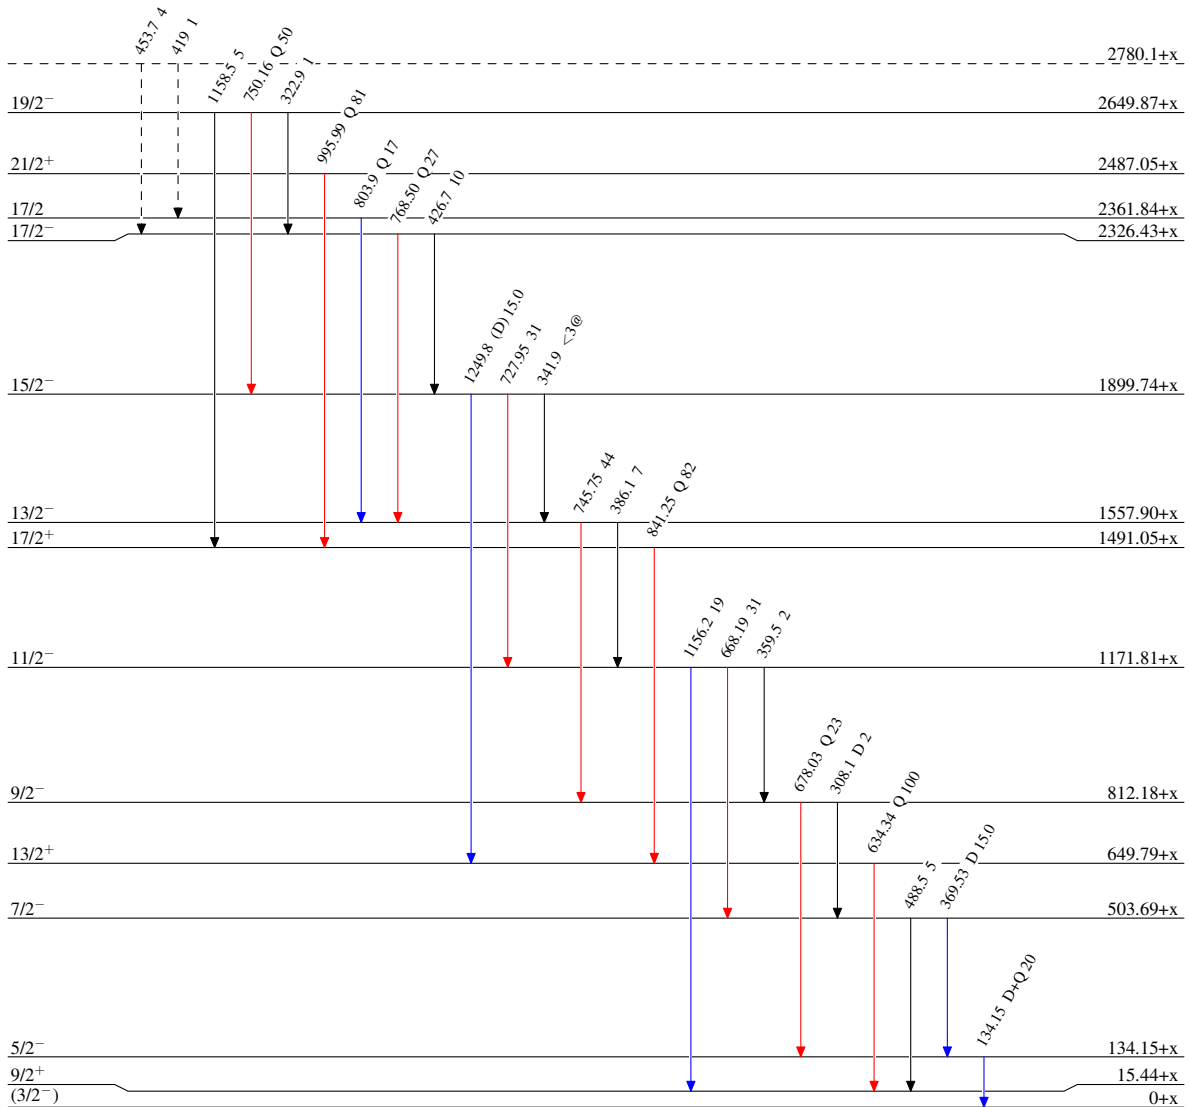 453.7 4
419 1
2780.1+x
1158.5 5
750.16 Q 50
322.9 1
19/2− 2649.87+x
995.99 Q 81
21/2+ 2487.05+x
803.9 Q 17
768.50 Q 27
426.7 10
17/2 2361.84+x
17/2− 2326.43+x
1249.8 (D) 15.0
727.95 31
341.9 <3@
15/2− 1899.74+x
745.75 44
386.1 7
13/2− 1557.90+x
841.25 Q 82
17/2+ 1491.05+x
1156.2 19
668.19 31
359.5 2
11/2− 1171.81+x
678.03 Q 23
308.1 D 2
9/2− 812.18+x
634.34 Q 100
13/2+ 649.79+x
488.5 5
369.53 D 15.0
7/2− 503.69+x
134.15 D+Q 20
5/2− 134.15+x
9/2+ 15.44+x
(3/2−) 0+x